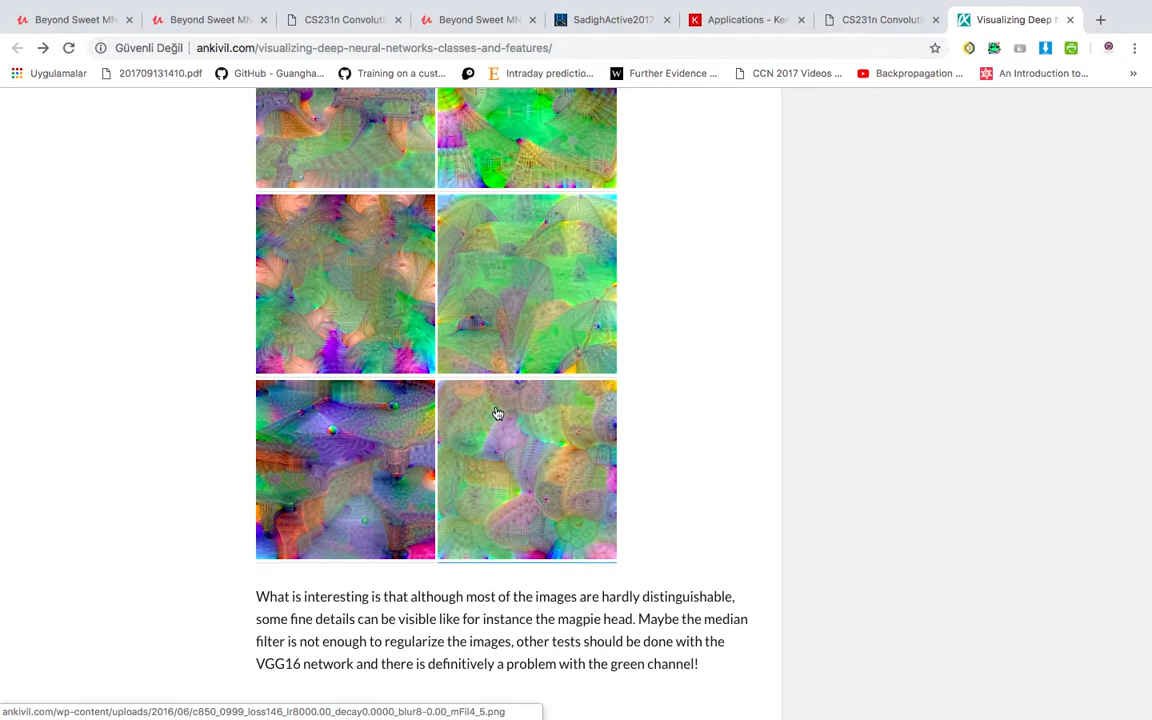 Beyond Sweet MN
Beyond Sweet MN
CS231n Convoluti
Beyond Sweet MN
SadighActive2017
Applications - Ker
CS231n Convoluti
Visualizing Deep N
Güvenli Değil
ankivil.com/visualizing-deep-neural-networks-classes-and-features/
Uygulamalar
201709131410.pdf
GitHub - Guangha...
Training on a cust...
Intraday predictio...
Further Evidence ...
CCN 2017 Videos ...
Backpropagation ...
An Introduction to...
What is interesting is that although most of the images are hardly distinguishable,
some fine details can be visible like for instance the magpie head. Maybe the median
filter is not enough to regularize the images, other tests should be done with the
VGG16 network and there is definitively a problem with the green channel!
ankivil.com/wp-content/uploads/2016/06/c850_0999_loss146_lr8000.00_decay0.0000_blur8-0.00_mFil4_5.png